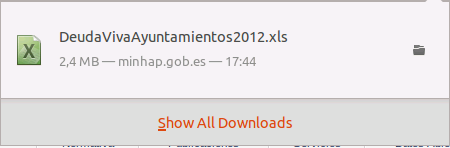 DeudaVivaAyuntamientos2012.xls
2,4 MB — minhap.gob.es — 17:44
Show All Downloads